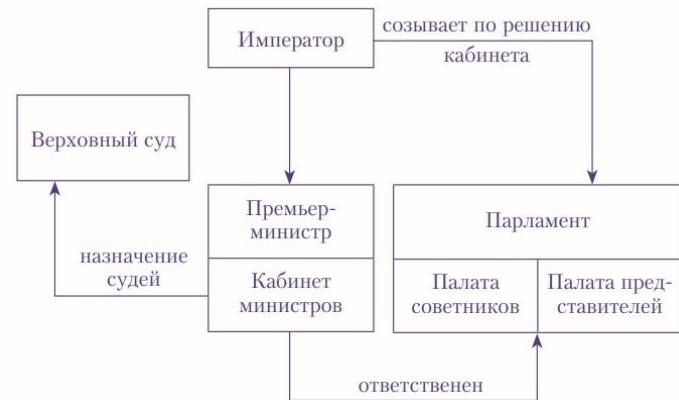 Император
созывает по решению
кабинета
Верховный суд
Премьер-
министр
Парламент
назначение
судей
Кабинет
министров
Палата
советников
Палата пред-
ставителей
ответственен